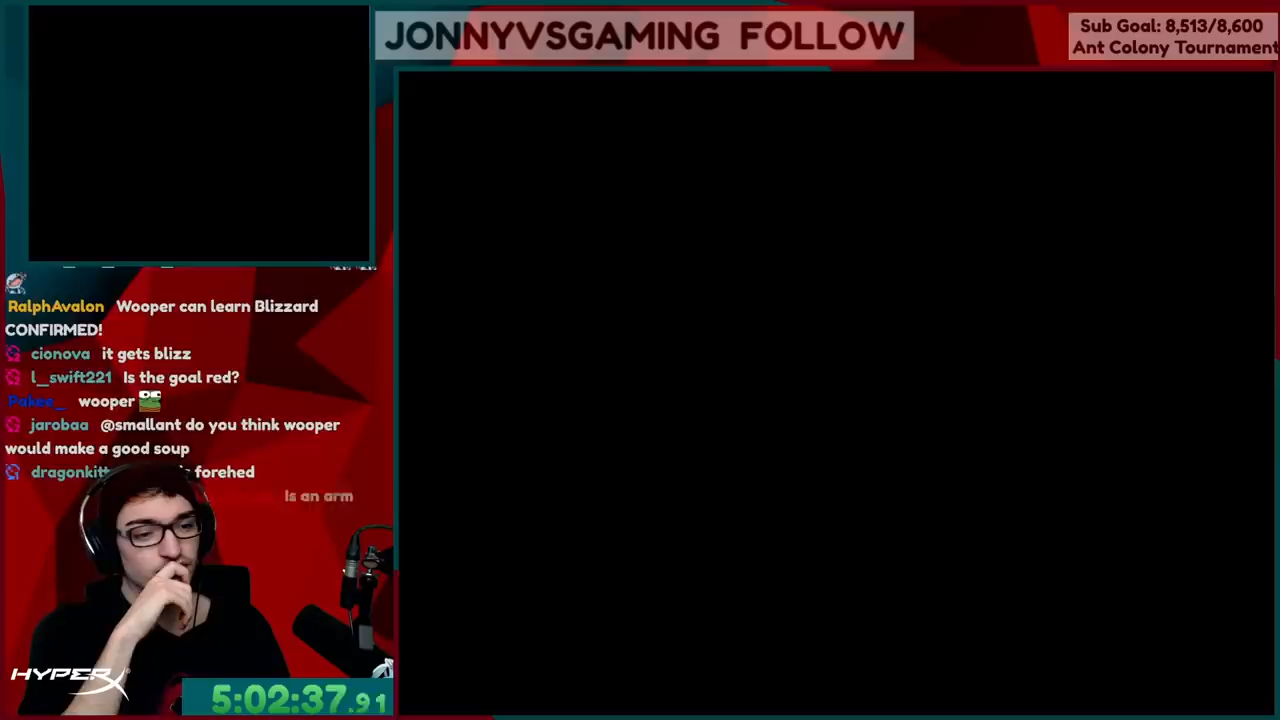 JONNYVSGAMING FOLLOW
Sub Goal: 8,513/8,600
Ant Colony Tournament
RalphAvalon Wooper can learn Blizzard
CONFIRMED!
cionova it gets blizz
l_swift221 Is the goal red?
Pakee_ wooper
jarobaa @smallant do you think wooper
would make a good soup
forehed
Is an arm
HYPERX
5:02:37.91